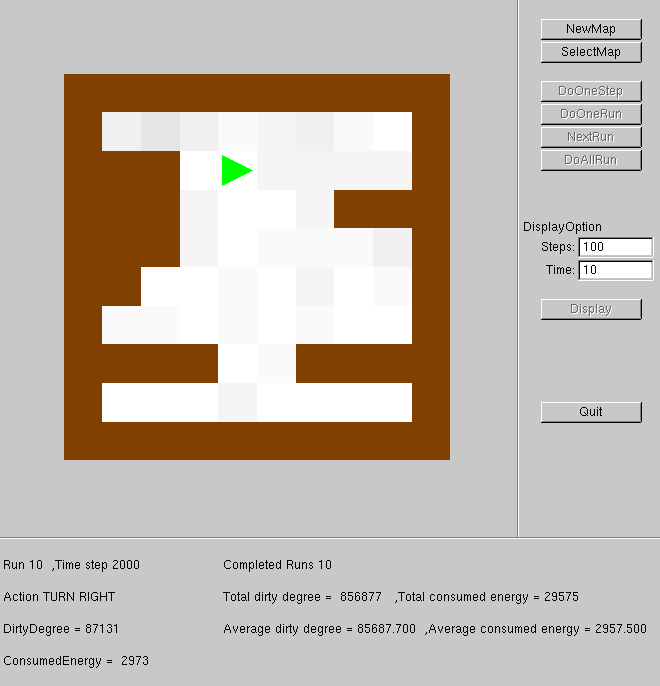 NewMap
SelectMap
DoOneStep
DoOneRun
NextRun
DoAllRun
DisplayOption
Steps: 100
Time: 10
Display
Quit
Run 10 ,Time step 2000 Completed Runs 10
Action TURN RIGHT Total dirty degree = 856877 ,Total consumed energy = 29575
DirtyDegree = 87131 Average dirty degree = 85687.700 ,Average consumed energy = 2957.500
ConsumedEnergy = 2973